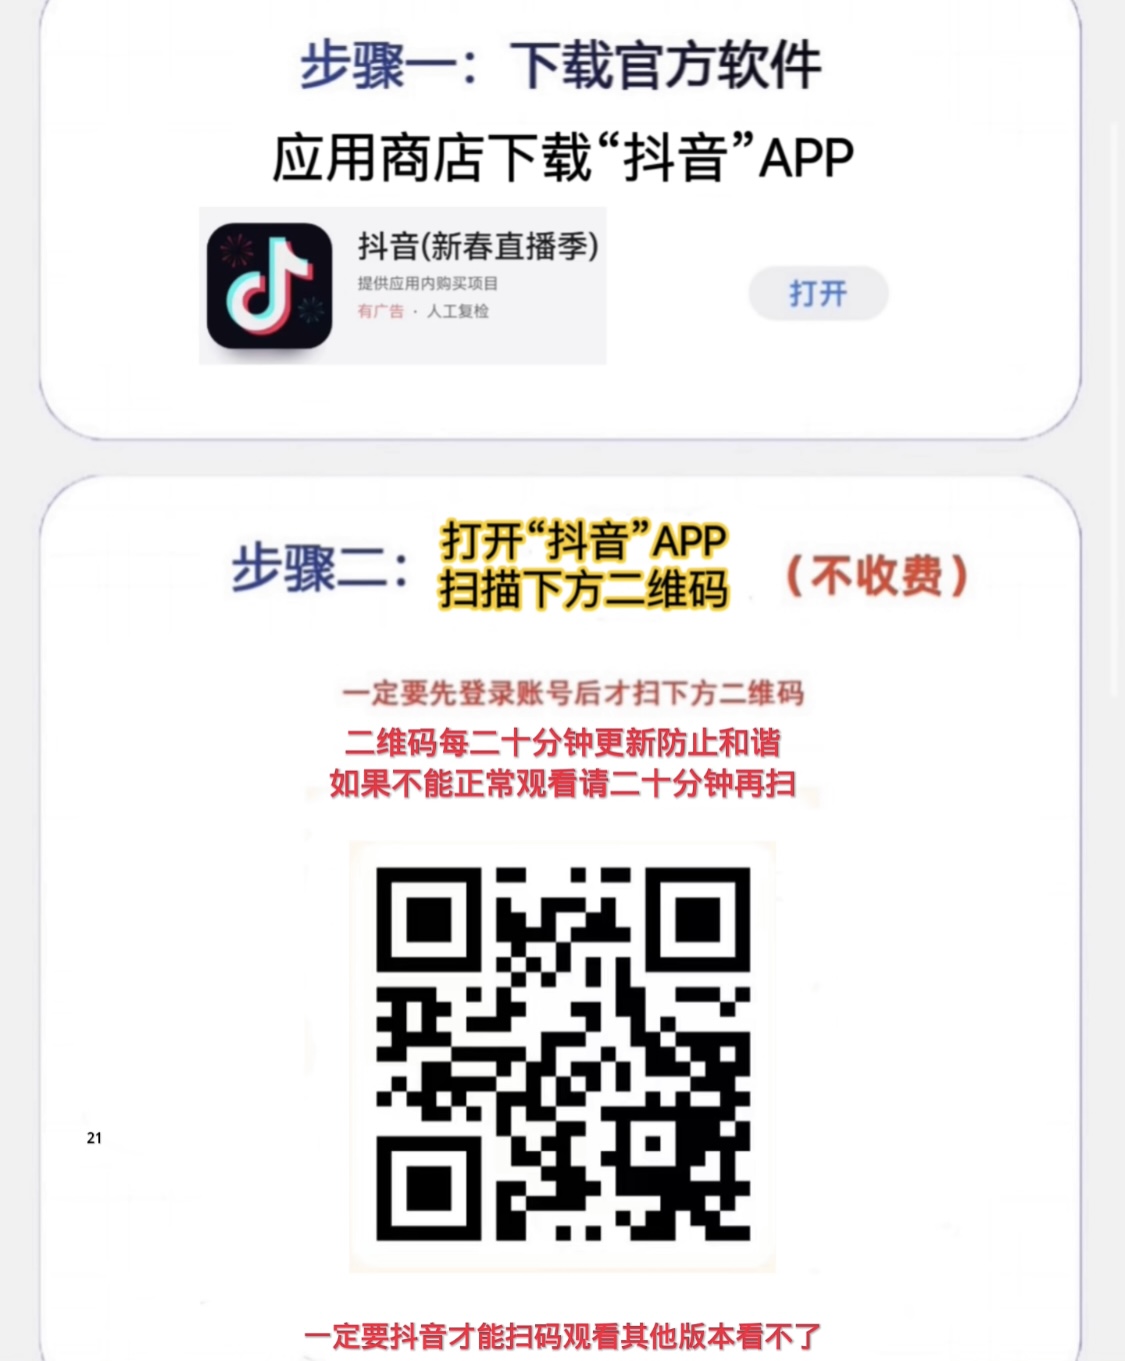 步骤一：下载官方软件
应用商店下载“抖音”APP
抖音(新春直播季)
提供应用内购买项目
有广告 · 人工复检
打开
步骤二：
打开“抖音”APP
扫描下方二维码
（不收费）
一定要先登录账号后才扫下方二维码
二维码每二十分钟更新防止和谐
如果不能正常观看请二十分钟再扫
21
一定要抖音才能扫码观看其他版本看不了